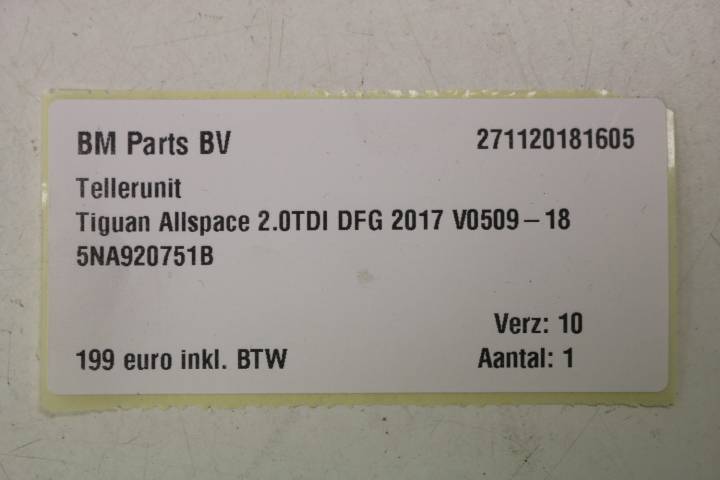 BM Parts BV 271120181605
Tellerunit
Tiguan Allspace 2.0TDI DFG 2017 V0509-18
5NA920751B
Verz: 10
199 euro inkl. BTW Aantal: 1